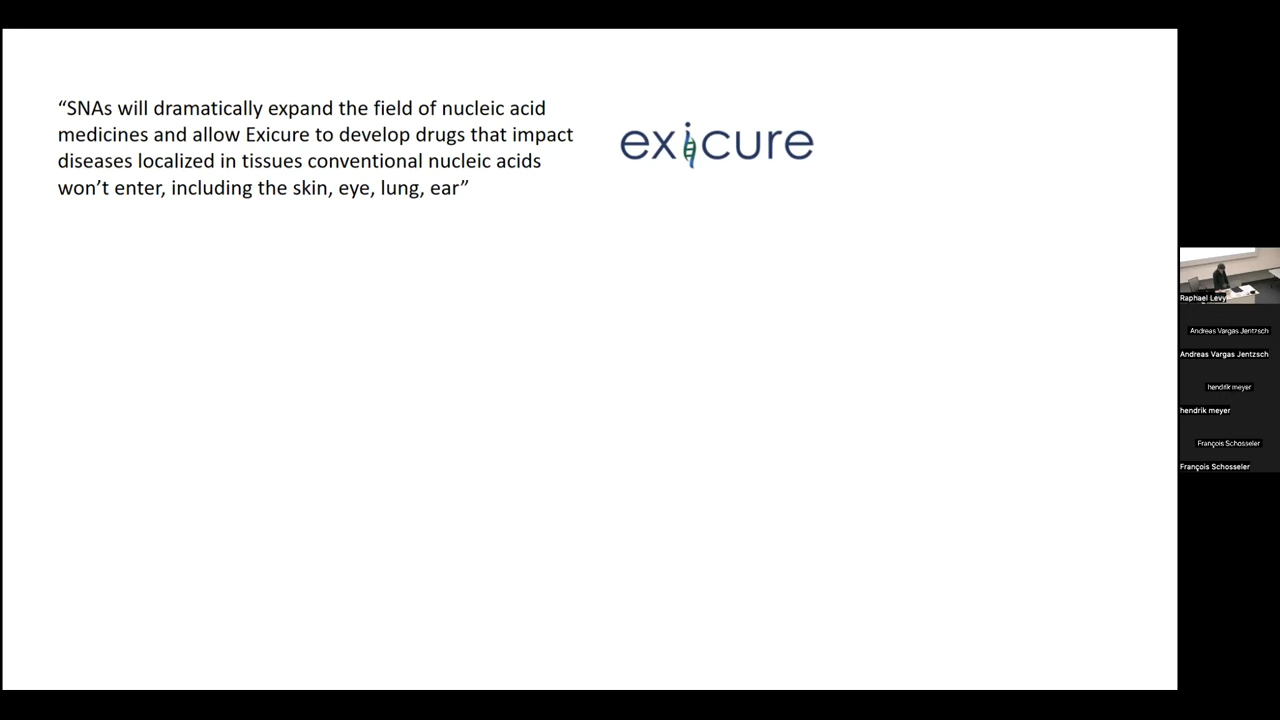 “SNAs will dramatically expand the field of nucleic acid
medicines and allow Exicure to develop drugs that impact
diseases localized in tissues conventional nucleic acids
won’t enter, including the skin, eye, lung, ear”
exicure
Raphael Levy
Andreas Vargas Jentzsch
Andreas Vargas Jentzsch
hendrik meyer
hendrik meyer
François Schosseler
François Schosseler